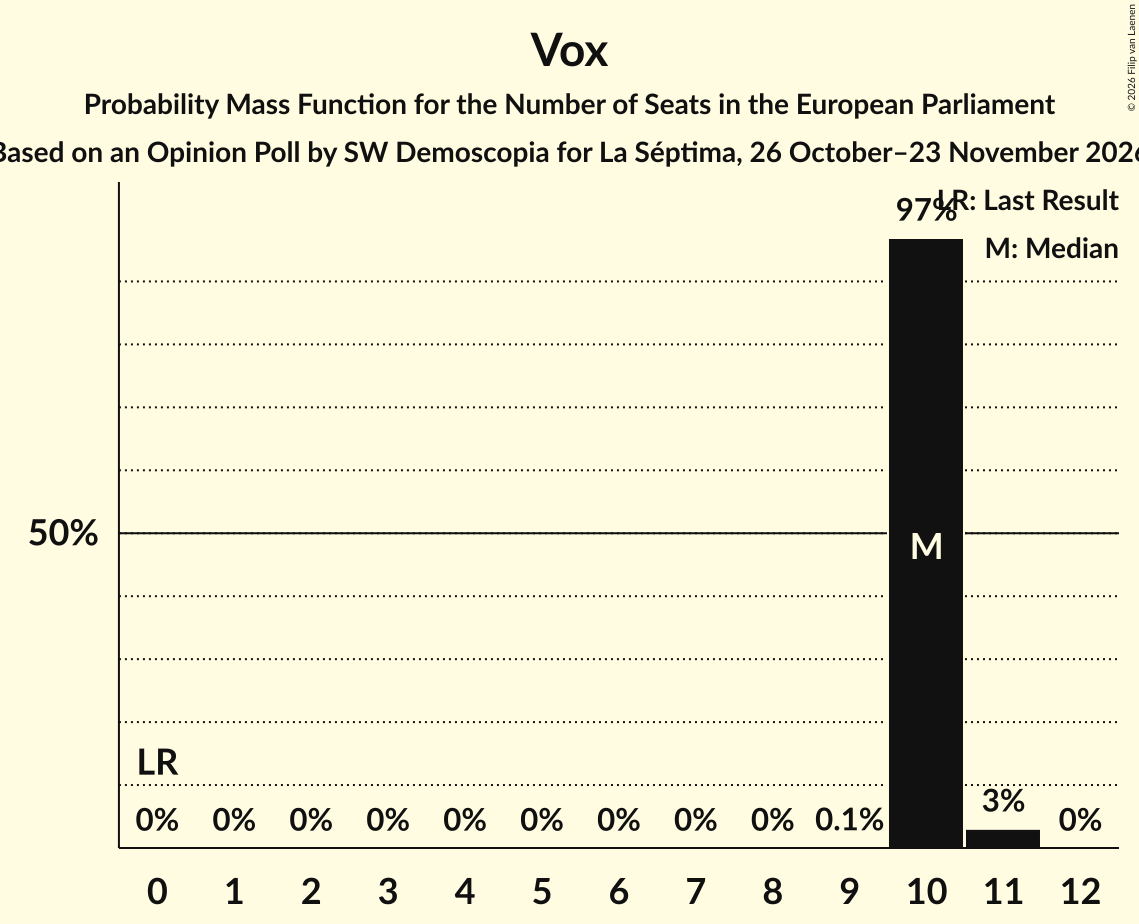 Vox
Probability Mass Function for the Number of Seats in the European Parliament
Based on an Opinion Poll by SW Demoscopia for La Séptima, 26 October–23 November 2026
© 2026 Filip van Laenen
LR: Last Result
M: Median
97%
50%
M
LR
0% 0% 0% 0% 0% 0% 0% 0% 0% 0.1% 3% 0%
0 1 2 3 4 5 6 7 8 9 10 11 12